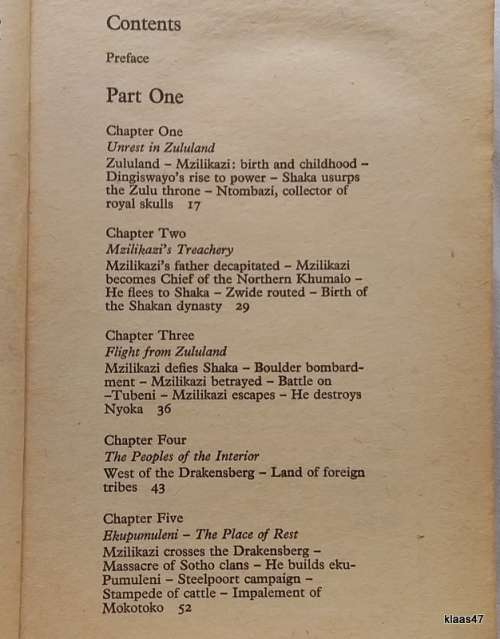 Contents
Preface
Part One
Chapter One
Unrest in Zululand
Zululand – Mzilikazi: birth and childhood –
Dingiswayo's rise to power – Shaka usurps
the Zulu throne – Ntombazi, collector of
royal skulls 17
Chapter Two
Mzilikazi's Treachery
Mzilikazi's father decapitated – Mzilikazi
becomes Chief of the Northern Khumalo –
He flees to Shaka – Zwide routed – Birth of
the Shakan dynasty 29
Chapter Three
Flight from Zululand
Mzilikazi defies Shaka – Boulder bombard-
ment – Mzilikazi betrayed – Battle on
–Tubeni – Mzilikazi escapes – He destroys
Nyoka 36
Chapter Four
The Peoples of the Interior
West of the Drakensberg – Land of foreign
tribes 43
Chapter Five
Ekupumuleni – The Place of Rest
Mzilikazi crosses the Drakensberg –
Massacre of Sotho clans – He builds eku-
Pumuleni – Steelpoort campaign –
Stampede of cattle – Impalement of
Mokotoko 52
klaas47